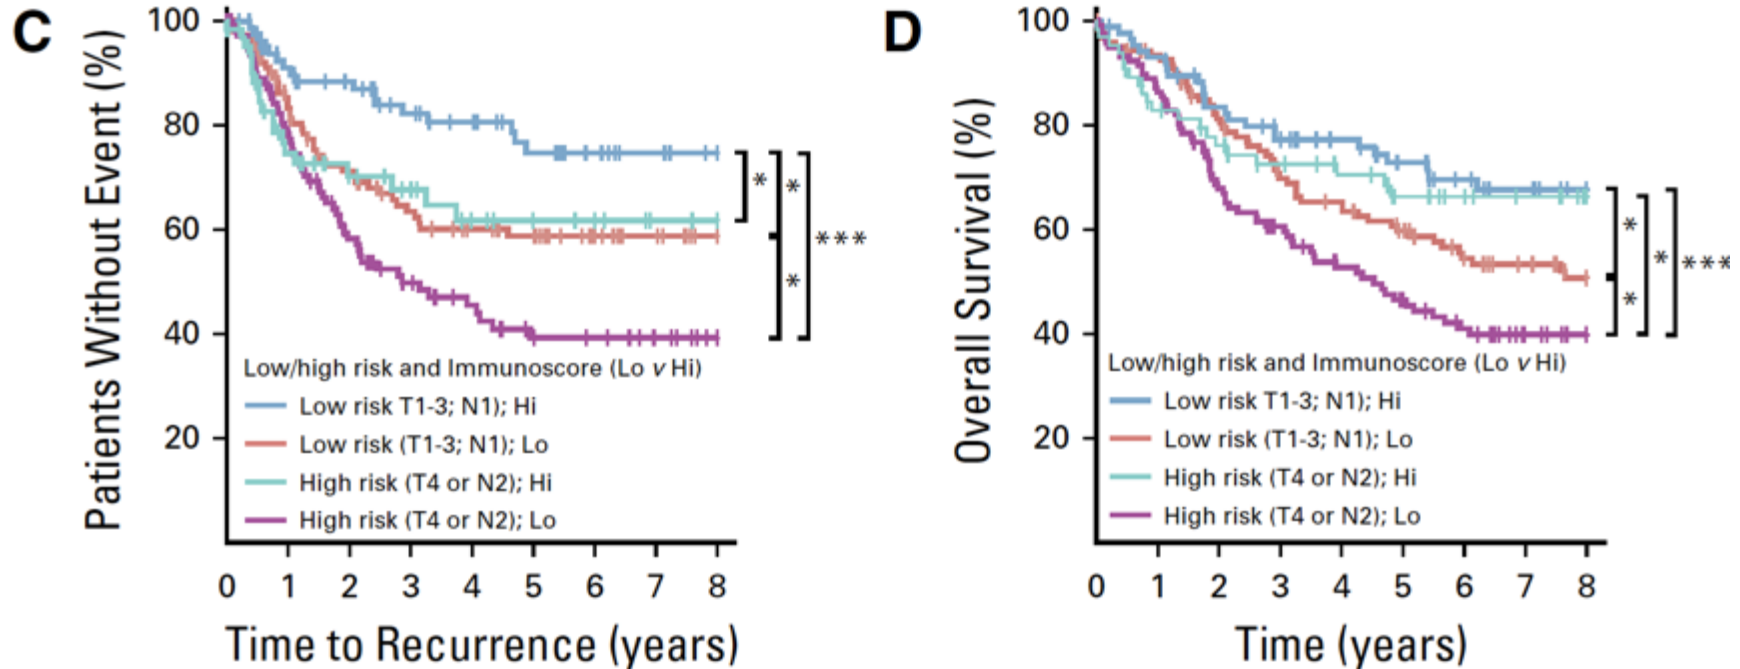 C
Patients Without Event (%)
100
80
60
40
20
0 1 2 3 4 5 6 7 8
Time to Recurrence (years)
Low/high risk and Immunoscore (Lo v Hi)
Low risk T1-3; N1); Hi
Low risk (T1-3; N1); Lo
High risk (T4 or N2); Hi
High risk (T4 or N2); Lo
*
*
*
***
D
Overall Survival (%)
100
80
60
40
20
0 1 2 3 4 5 6 7 8
Time (years)
Low/high risk and Immunoscore (Lo v Hi)
Low risk T1-3; N1); Hi
Low risk (T1-3; N1); Lo
High risk (T4 or N2); Hi
High risk (T4 or N2); Lo
*
*
*
***